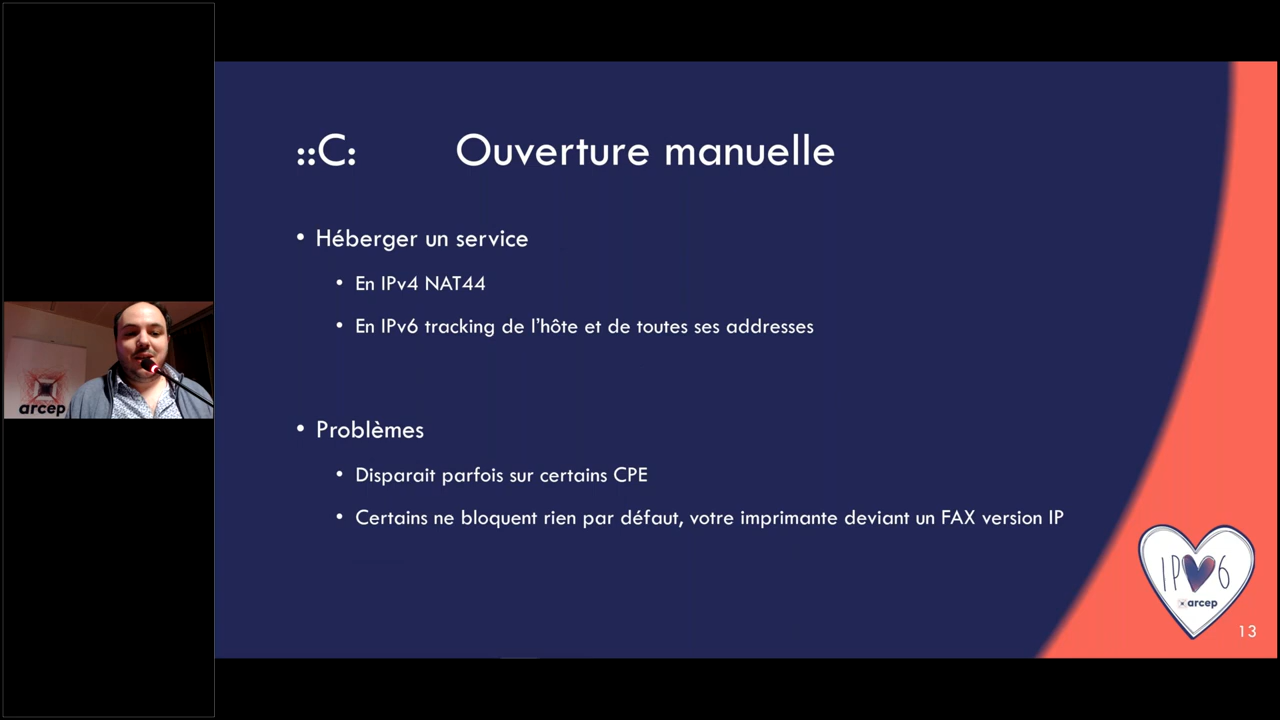 ::C: Ouverture manuelle
• Héberger un service
• En IPv4 NAT44
• En IPv6 tracking de l'hôte et de toutes ses addresses
• Problèmes
• Disparait parfois sur certains CPE
• Certains ne bloquent rien par défaut, votre imprimante deviant un FAX version IP
arcep
IPV6
arcep
13